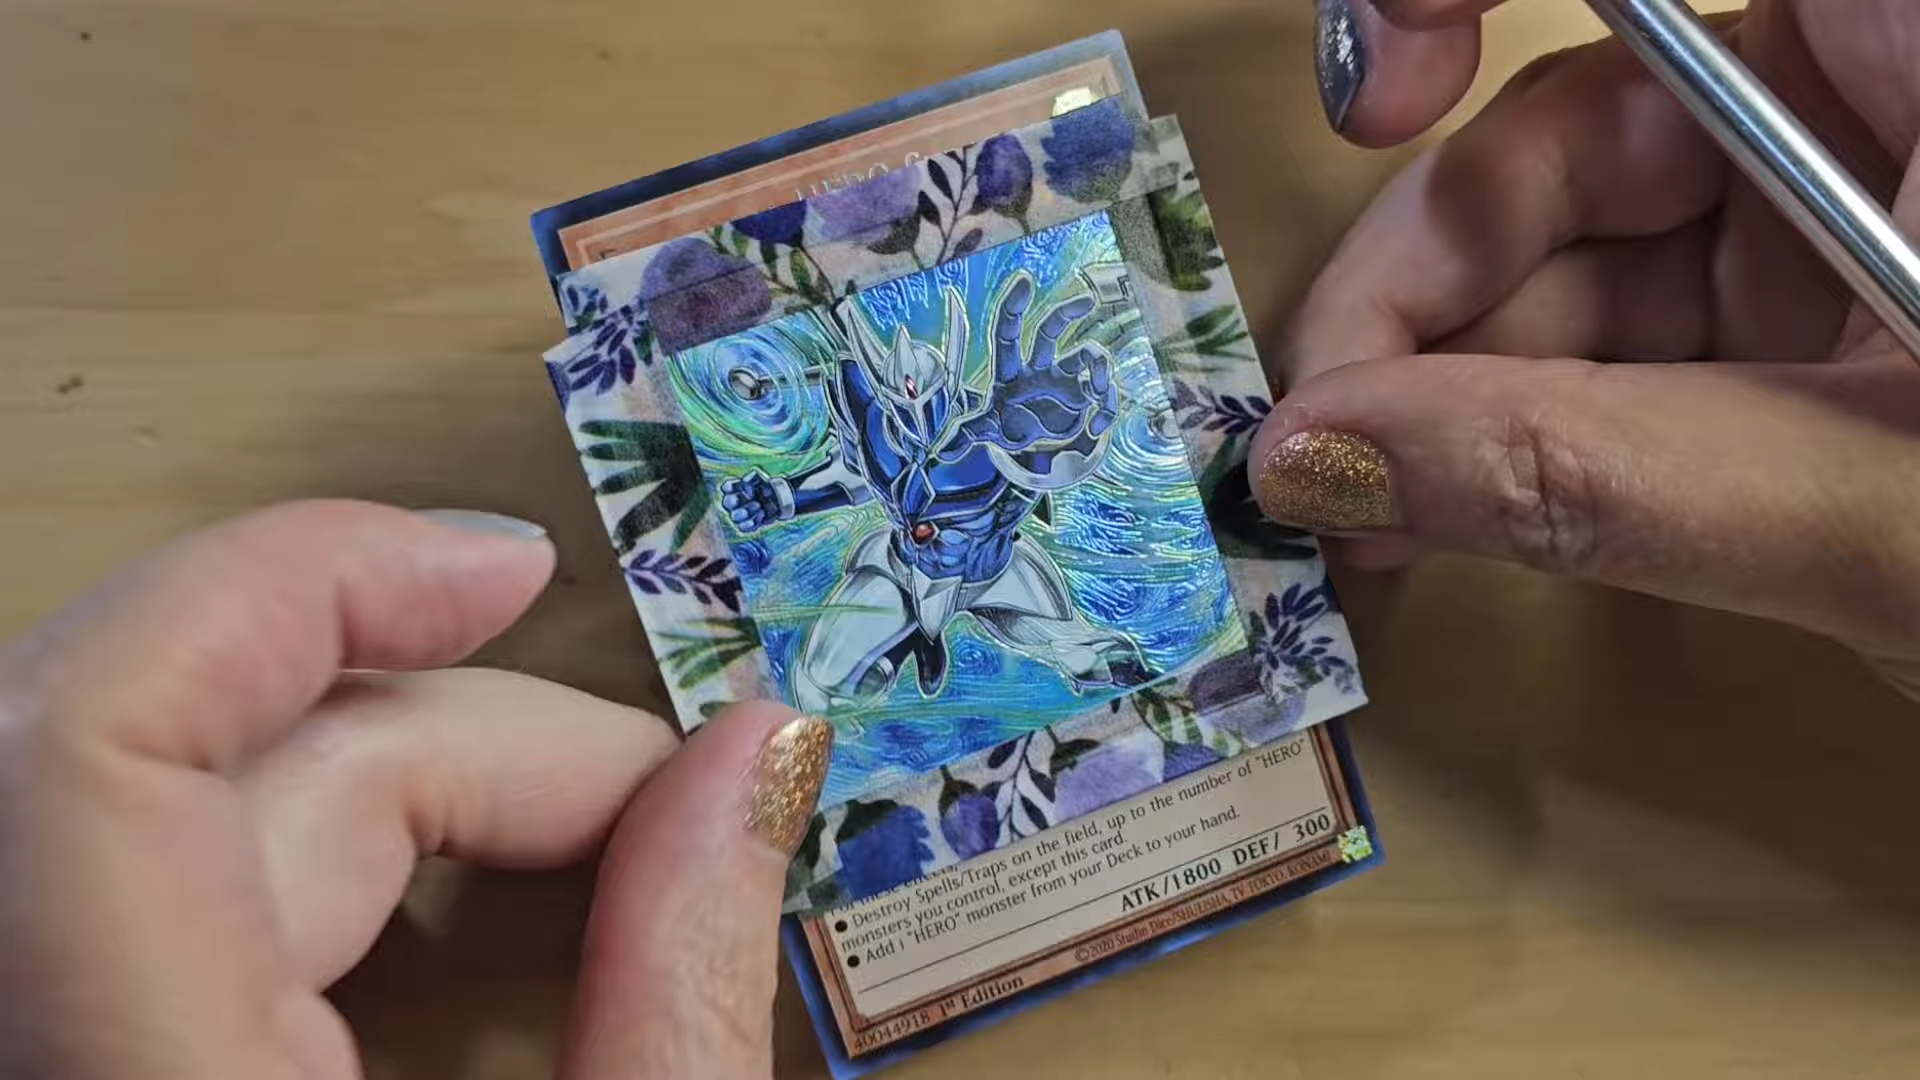 HERO
for these effects,
● Destroy Spells/Traps on the field, up to the number of "HERO"
monsters you control, except this card.
● Add 1 "HERO" monster from your Deck to your hand.
ATK/1800 DEF/ 300
40044918 1st Edition ©2020 Studio Dice/SHUEISHA, TV TOKYO, KONAMI